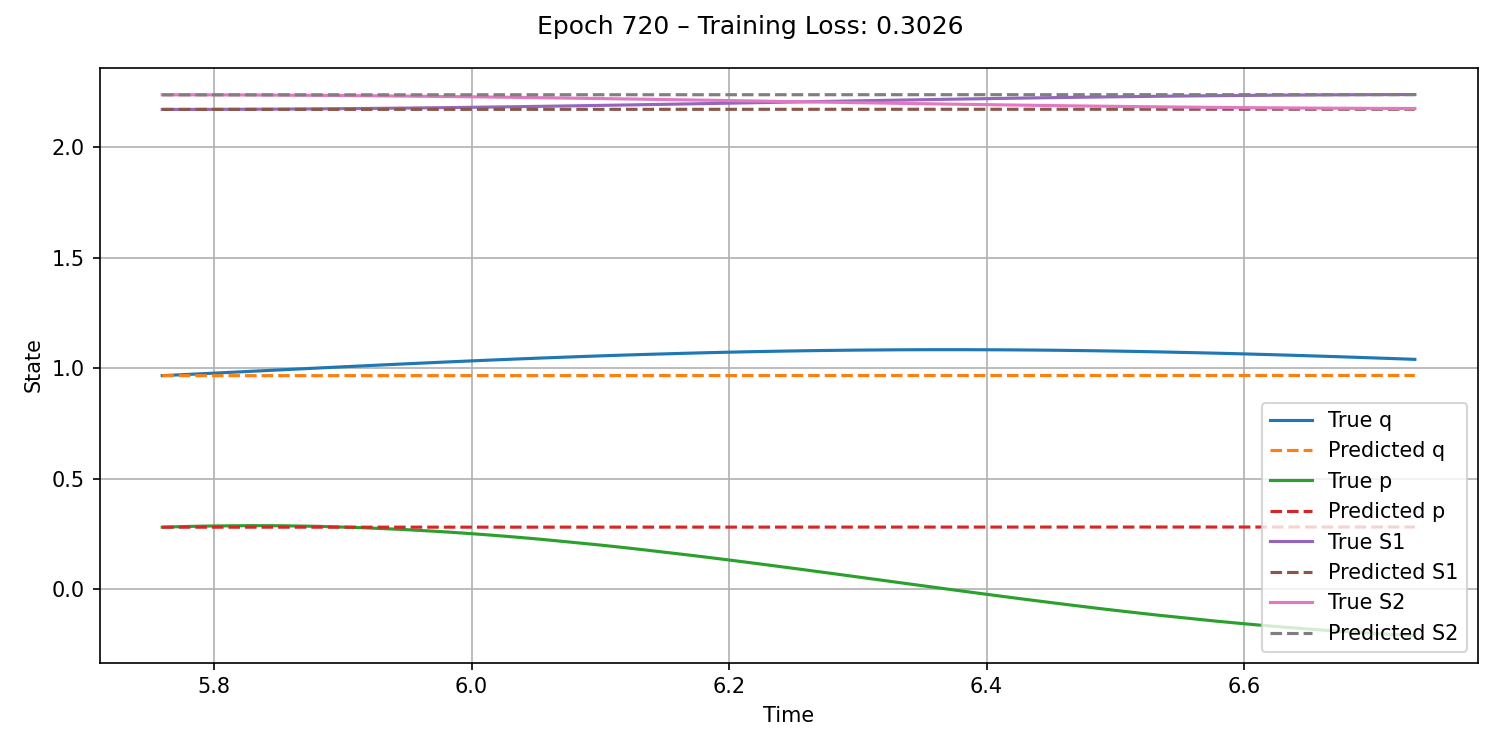 Epoch 720 – Training Loss: 0.3026
2.0
1.5
1.0
0.5
0.0
State
5.8 6.0 6.2 6.4 6.6
Time
True q
Predicted q
True p
Predicted p
True S1
Predicted S1
True S2
Predicted S2